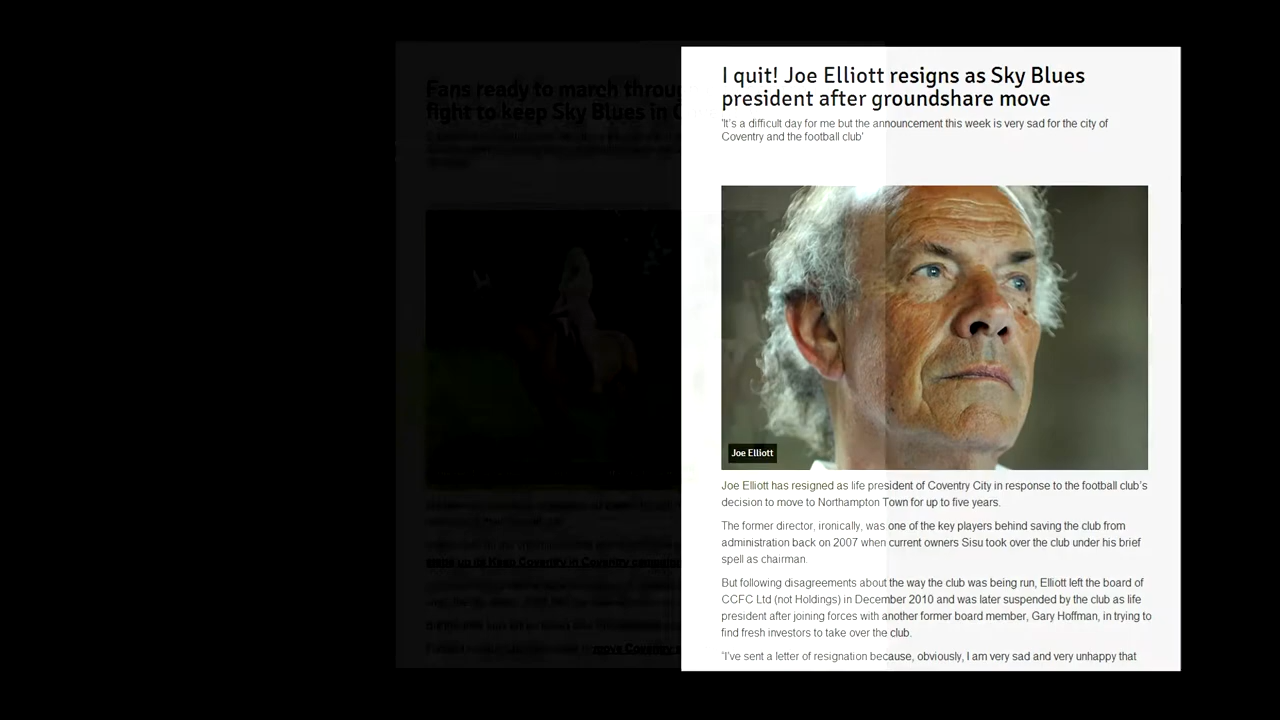 Fans ready to march through
fight to keep Sky Blues in
I quit! Joe Elliott resigns as Sky Blues
president after groundshare move
'It's a difficult day for me but the announcement this week is very sad for the city of
Coventry and the football club'
Joe Elliott
Joe Elliott has resigned as life president of Coventry City in response to the football club's
decision to move to Northampton Town for up to five years.
The former director, ironically, was one of the key players behind saving the club from
administration back on 2007 when current owners Sisu took over the club under his brief
spell as chairman.
But following disagreements about the way the club was being run, Elliott left the board of
CCFC Ltd (not Holdings) in December 2010 and was later suspended by the club as life
president after joining forces with another former board member, Gary Hoffman, in trying to
find fresh investors to take over the club.
"I've sent a letter of resignation because, obviously, I am very sad and very unhappy that